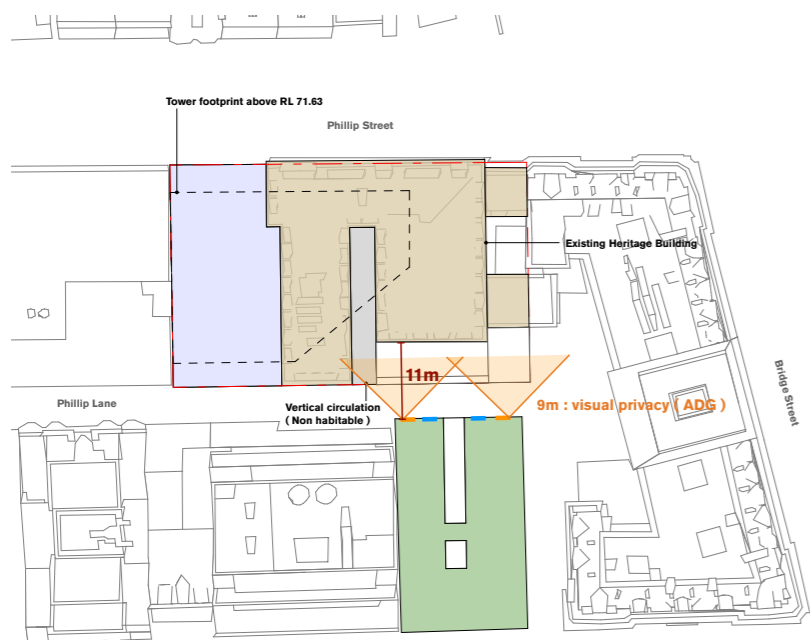 Tower footprint above RL 71.63
Phillip Street
Existing Heritage Building
11m
Bridge Street
Phillip Lane
Vertical circulation
( Non habitable )
9m : visual privacy ( ADG )